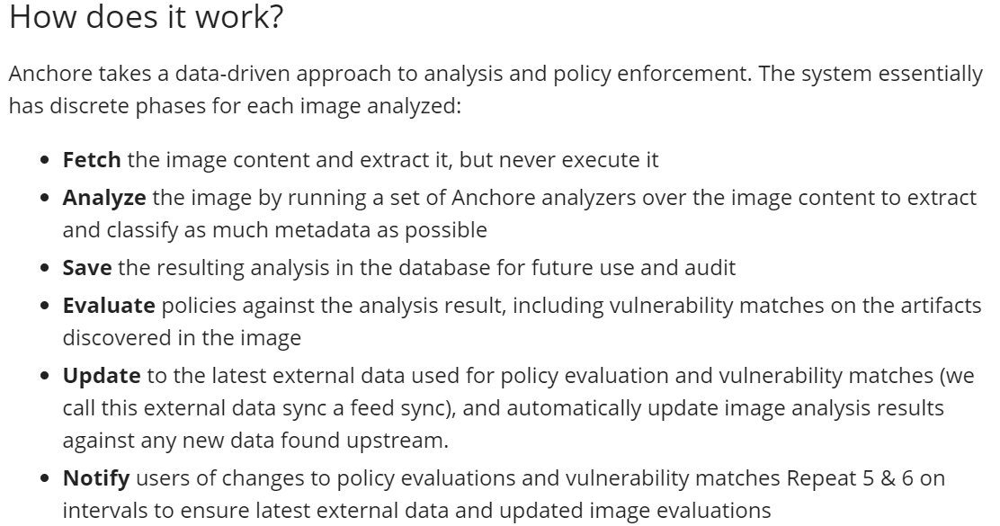 How does it work?
Anchore takes a data-driven approach to analysis and policy enforcement. The system essentially
has discrete phases for each image analyzed:
• Fetch the image content and extract it, but never execute it
• Analyze the image by running a set of Anchore analyzers over the image content to extract
and classify as much metadata as possible
• Save the resulting analysis in the database for future use and audit
• Evaluate policies against the analysis result, including vulnerability matches on the artifacts
discovered in the image
• Update to the latest external data used for policy evaluation and vulnerability matches (we
call this external data sync a feed sync), and automatically update image analysis results
against any new data found upstream.
• Notify users of changes to policy evaluations and vulnerability matches Repeat 5 & 6 on
intervals to ensure latest external data and updated image evaluations